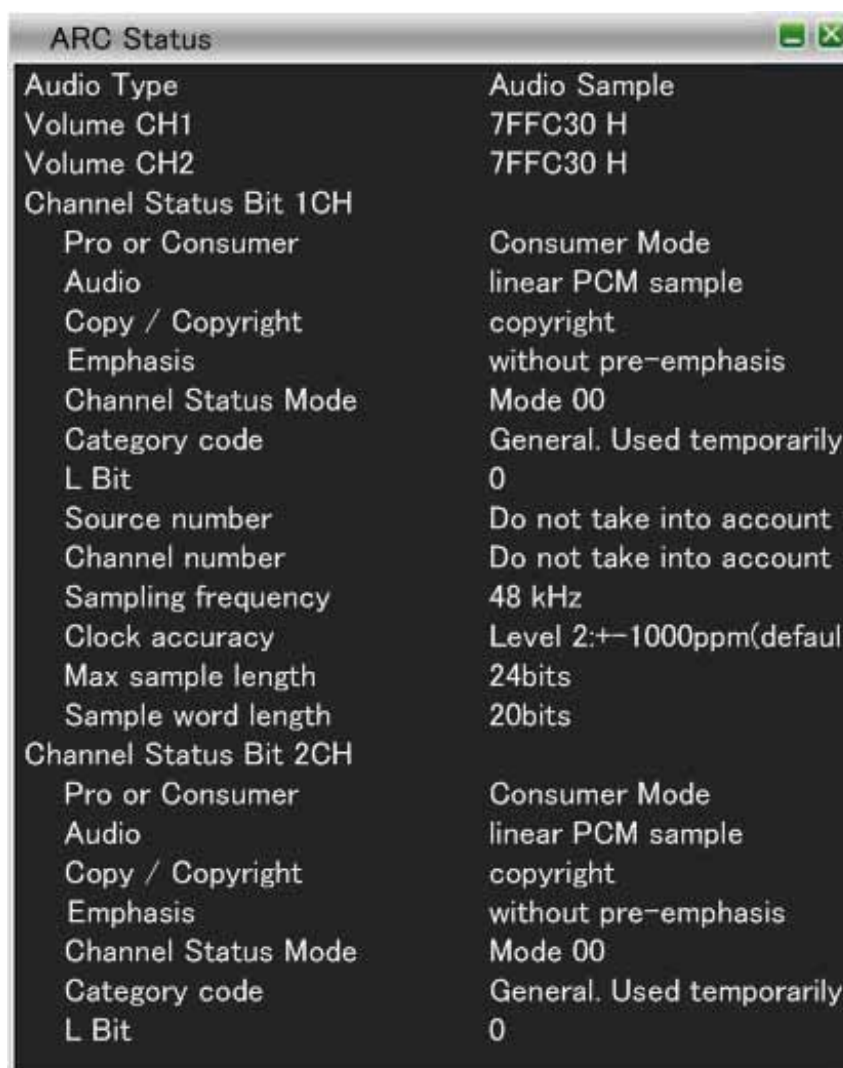 ARC Status
Audio Type Audio Sample
Volume CH1 7FFC30 H
Volume CH2 7FFC30 H
Channel Status Bit 1CH
Pro or Consumer Consumer Mode
Audio linear PCM sample
Copy / Copyright copyright
Emphasis without pre-emphasis
Channel Status Mode Mode 00
Category code General. Used temporarily
L Bit 0
Source number Do not take into account
Channel number Do not take into account
Sampling frequency 48 kHz
Clock accuracy Level 2:+-1000ppm(defaul
Max sample length 24bits
Sample word length 20bits
Channel Status Bit 2CH
Pro or Consumer Consumer Mode
Audio linear PCM sample
Copy / Copyright copyright
Emphasis without pre-emphasis
Channel Status Mode Mode 00
Category code General. Used temporarily
L Bit 0